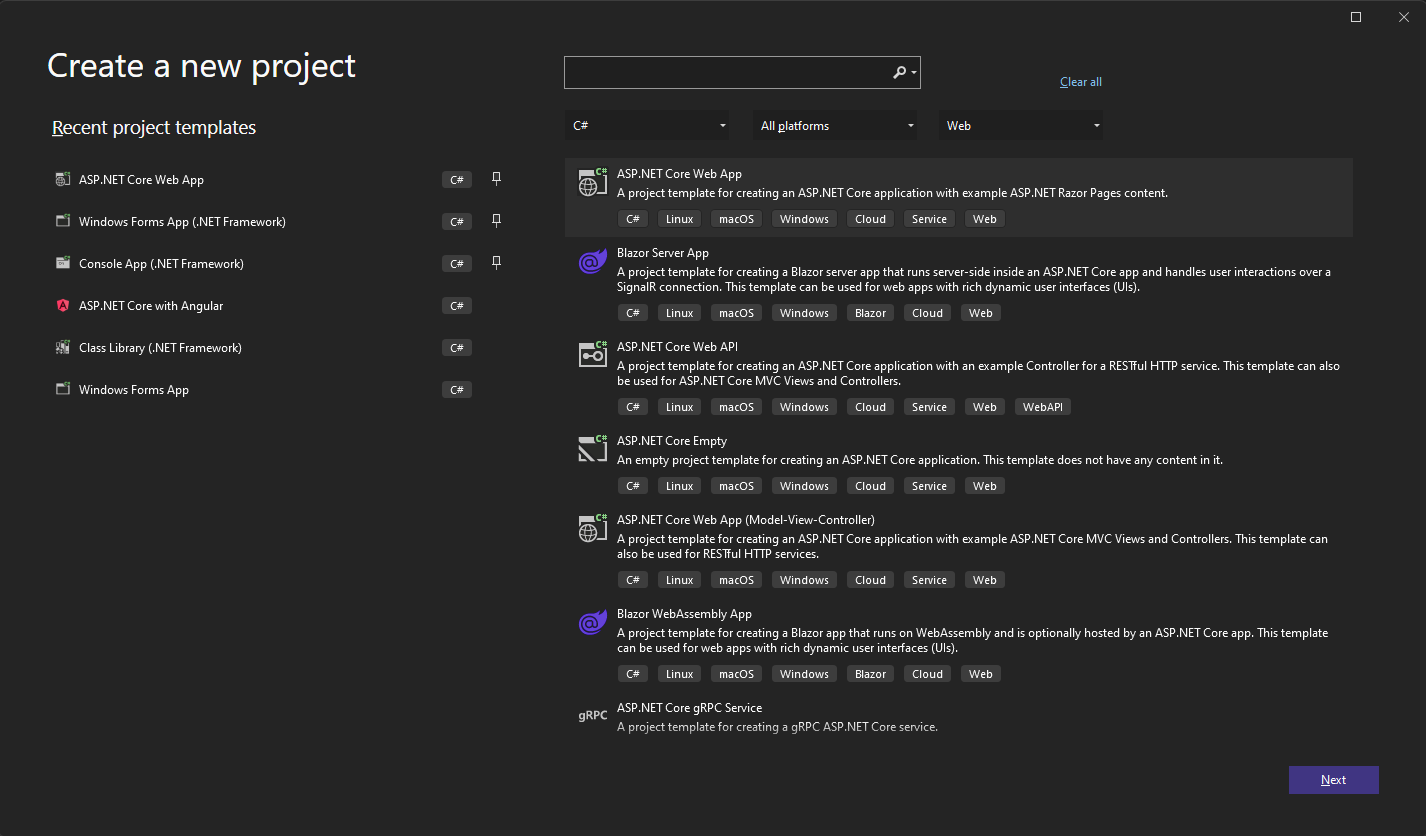 Create a new project
Clear all
Recent project templates
C#
All platforms
Web
ASP.NET Core Web App C#
Windows Forms App (.NET Framework) C#
Console App (.NET Framework) C#
ASP.NET Core with Angular C#
Class Library (.NET Framework) C#
Windows Forms App C#
ASP.NET Core Web App
A project template for creating an ASP.NET Core application with example ASP.NET Razor Pages content.
C# Linux macOS Windows Cloud Service Web
Blazor Server App
A project template for creating a Blazor server app that runs server-side inside an ASP.NET Core app and handles user interactions over a
SignalR connection. This template can be used for web apps with rich dynamic user interfaces (UIs).
C# Linux macOS Windows Blazor Cloud Web
ASP.NET Core Web API
A project template for creating an ASP.NET Core application with an example Controller for a RESTful HTTP service. This template can also
be used for ASP.NET Core MVC Views and Controllers.
C# Linux macOS Windows Cloud Service Web WebAPI
ASP.NET Core Empty
An empty project template for creating an ASP.NET Core application. This template does not have any content in it.
C# Linux macOS Windows Cloud Service Web
ASP.NET Core Web App (Model-View-Controller)
A project template for creating an ASP.NET Core application with example ASP.NET Core MVC Views and Controllers. This template can
also be used for RESTful HTTP services.
C# Linux macOS Windows Cloud Service Web
Blazor WebAssembly App
A project template for creating a Blazor app that runs on WebAssembly and is optionally hosted by an ASP.NET Core app. This template
can be used for web apps with rich dynamic user interfaces (UIs).
C# Linux macOS Windows Blazor Cloud Web
gRPC ASP.NET Core gRPC Service
A project template for creating a gRPC ASP.NET Core service.
Next